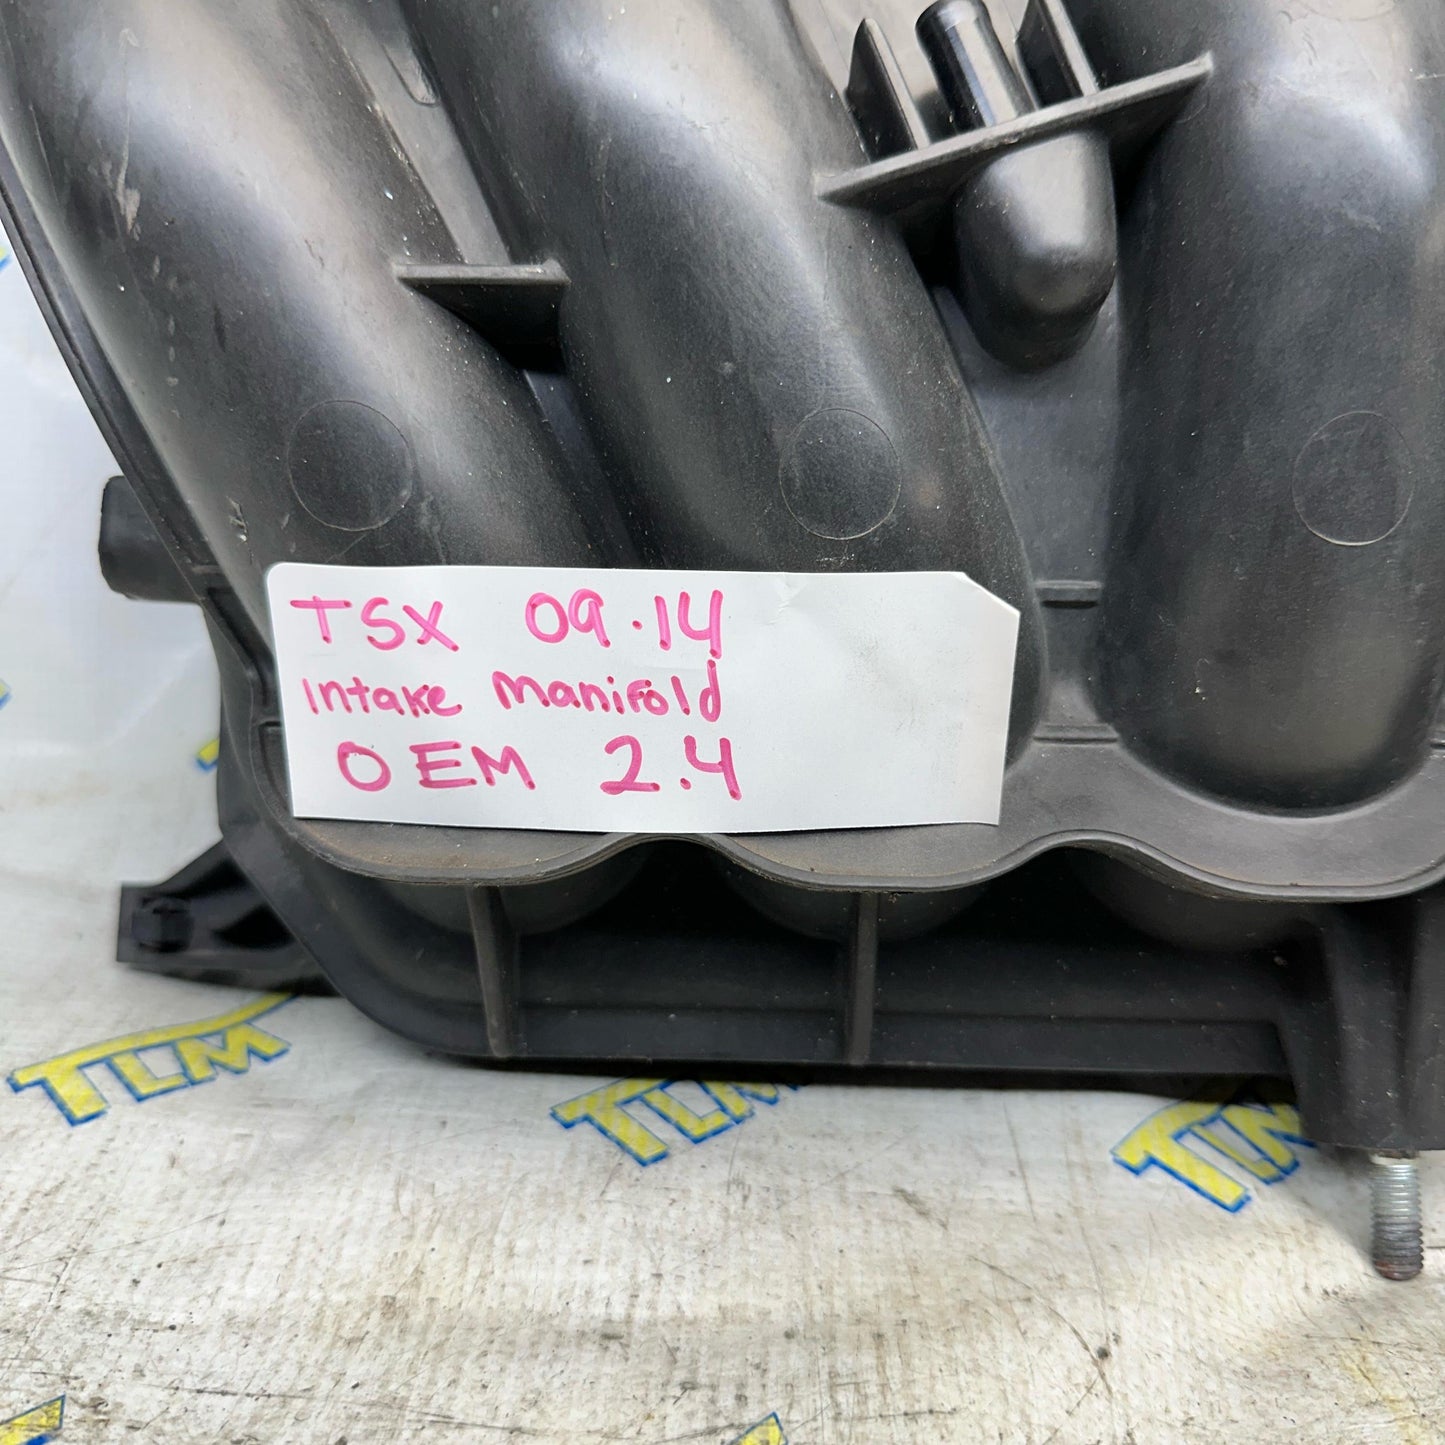 TSX 09.14
Intake manifold
OEM 2.4
TLM
TLM
TLM